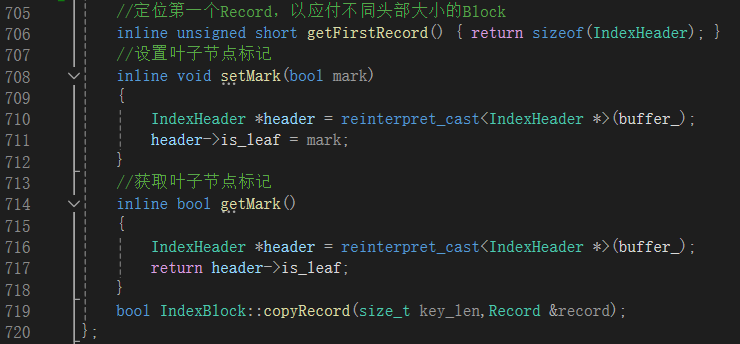 705 //定位第一个Record，以应付不同头部大小的Block
706 inline unsigned short getFirstRecord() { return sizeof(IndexHeader); }
707 //设置叶子节点标记
708 inline void setMark(bool mark)
709 {
710 IndexHeader *header = reinterpret_cast<IndexHeader *>(buffer_);
711 header->is_leaf = mark;
712 }
713 //获取叶子节点标记
714 inline bool getMark()
715 {
716 IndexHeader *header = reinterpret_cast<IndexHeader *>(buffer_);
717 return header->is_leaf;
718 }
719 bool IndexBlock::copyRecord(size_t key_len,Record &record);
720 };